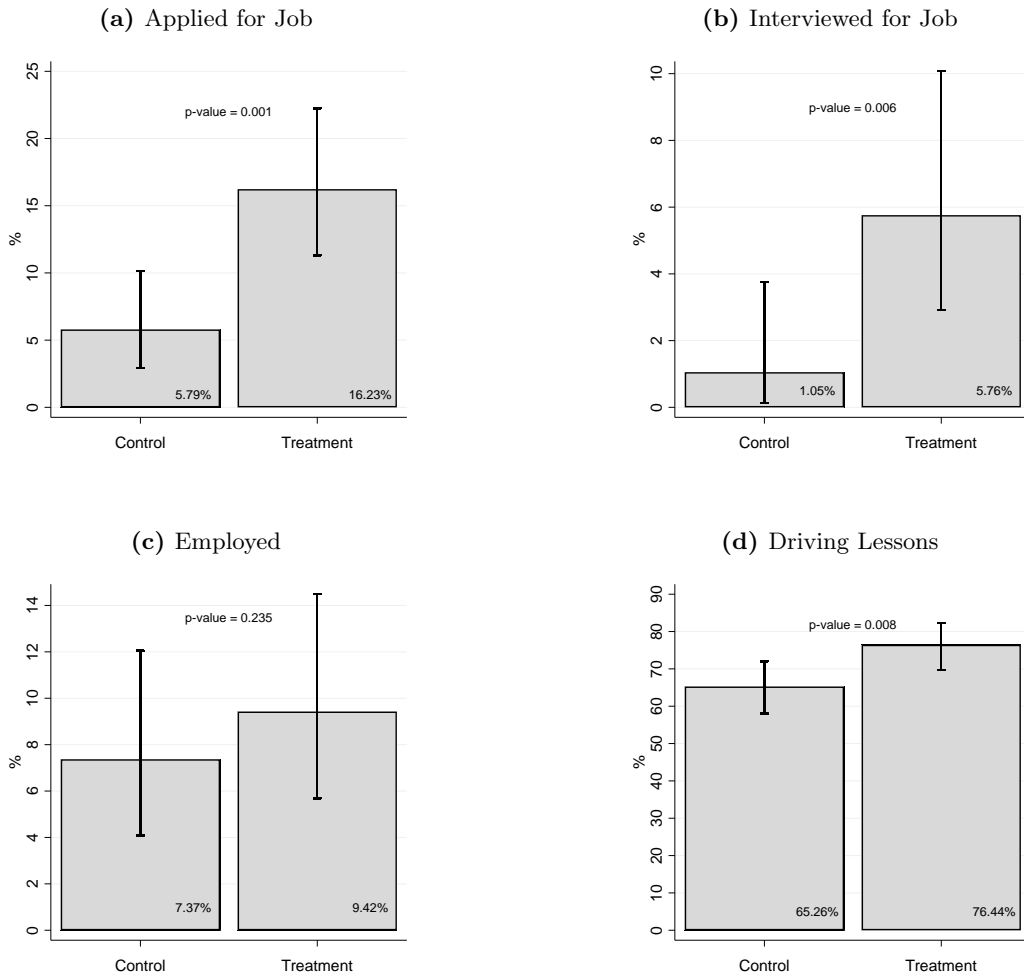 (a) Applied for Job
25
20
15
10
5
0
%
p-value = 0.001
5.79%
16.23%
Control
Treatment
(b) Interviewed for Job
10
8
6
4
2
0
%
p-value = 0.006
1.05%
5.76%
Control
Treatment
(c) Employed
14
12
10
8
6
4
2
0
%
p-value = 0.235
7.37%
9.42%
Control
Treatment
(d) Driving Lessons
90
80
70
60
50
40
30
20
10
0
%
p-value = 0.008
65.26%
76.44%
Control
Treatment